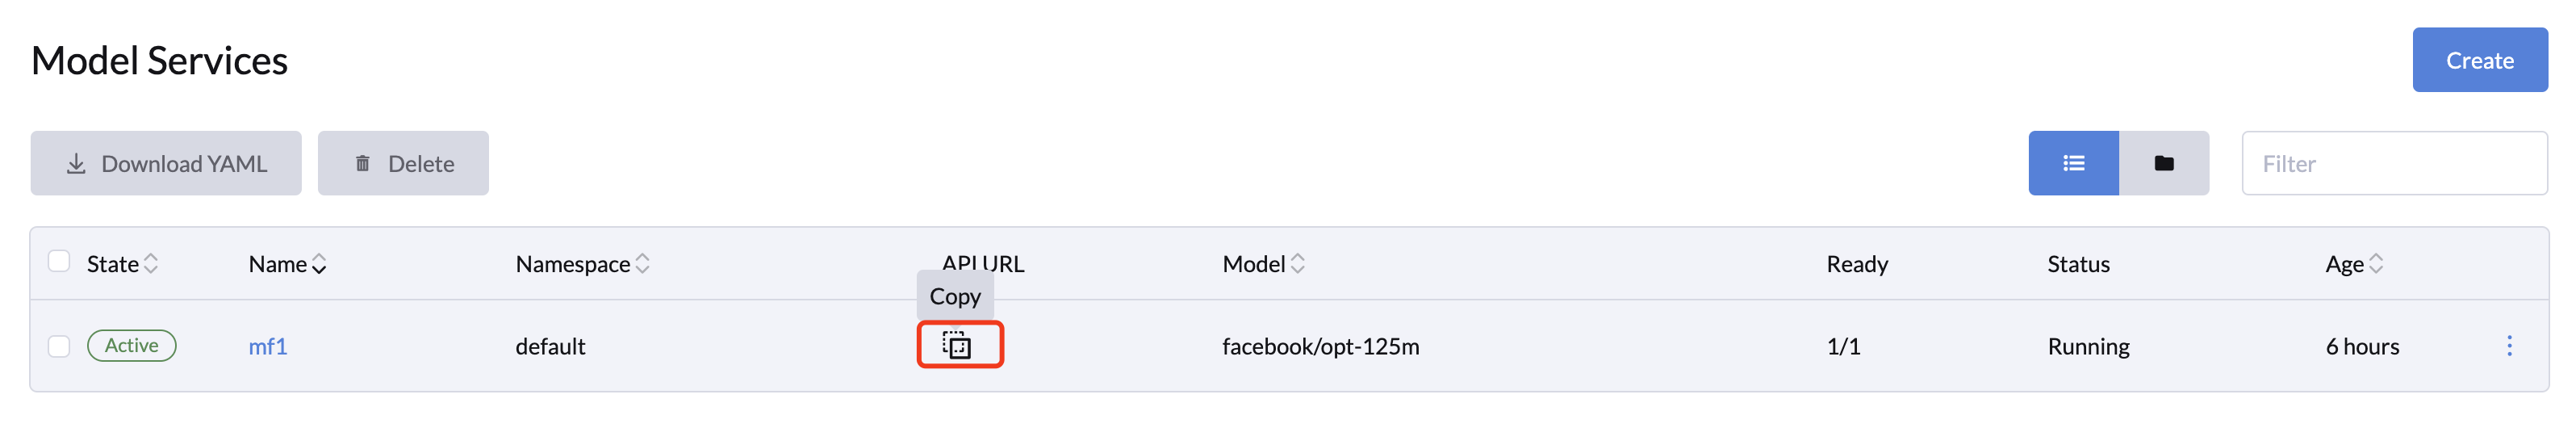 Model Services
Create
Download YAML Delete Filter
State Name Namespace API URL Model Ready Status Age
Copy
Active mf1 default facebook/opt-125m 1/1 Running 6 hours